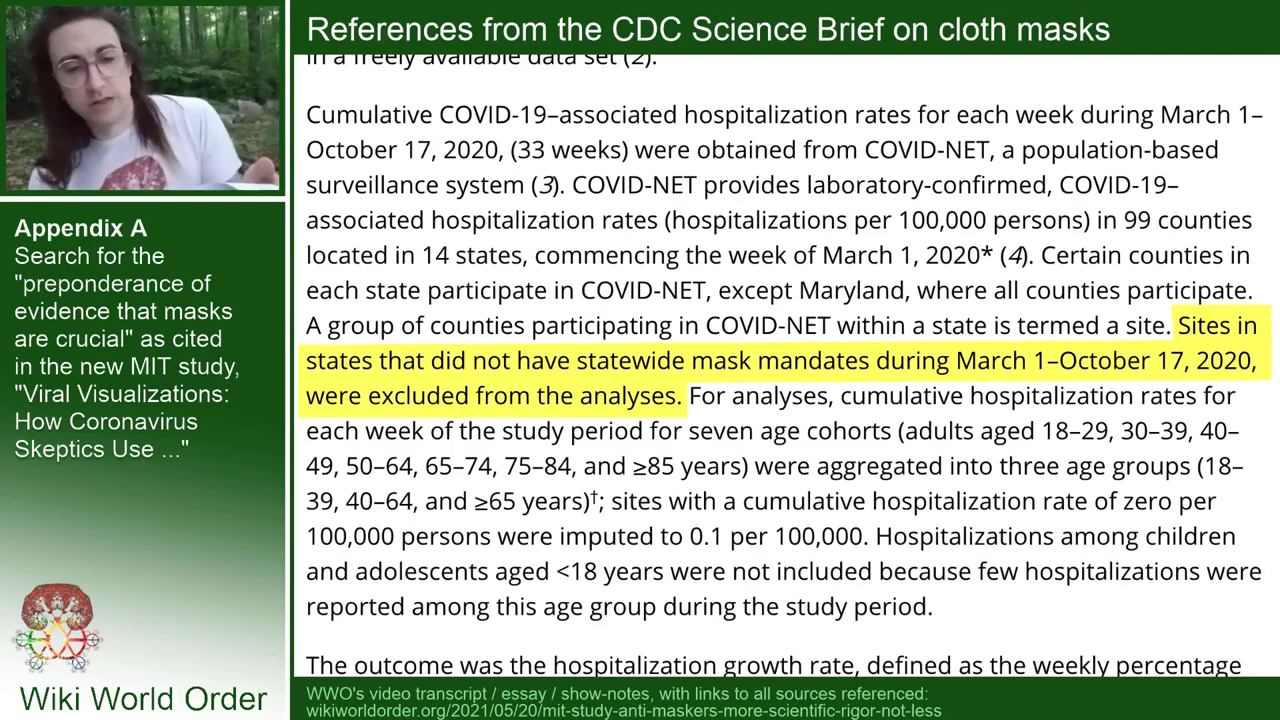 References from the CDC Science Brief on cloth masks
in a freely available data set (2).
Cumulative COVID-19–associated hospitalization rates for each week during March 1–
October 17, 2020, (33 weeks) were obtained from COVID-NET, a population-based
surveillance system (3). COVID-NET provides laboratory-confirmed, COVID-19–
associated hospitalization rates (hospitalizations per 100,000 persons) in 99 counties
located in 14 states, commencing the week of March 1, 2020* (4). Certain counties in
each state participate in COVID-NET, except Maryland, where all counties participate.
A group of counties participating in COVID-NET within a state is termed a site. Sites in
states that did not have statewide mask mandates during March 1–October 17, 2020,
were excluded from the analyses. For analyses, cumulative hospitalization rates for
each week of the study period for seven age cohorts (adults aged 18–29, 30–39, 40–
49, 50–64, 65–74, 75–84, and ≥85 years) were aggregated into three age groups (18–
39, 40–64, and ≥65 years)†; sites with a cumulative hospitalization rate of zero per
100,000 persons were imputed to 0.1 per 100,000. Hospitalizations among children
and adolescents aged <18 years were not included because few hospitalizations were
reported among this age group during the study period.
The outcome was the hospitalization growth rate, defined as the weekly percentage
Appendix A
Search for the
"preponderance of
evidence that masks
are crucial" as cited
in the new MIT study,
"Viral Visualizations:
How Coronavirus
Skeptics Use ..."
Wiki World Order
WWO's video transcript / essay / show-notes, with links to all sources referenced:
wikiworldorder.org/2021/05/20/mit-study-anti-maskers-more-scientific-rigor-not-less